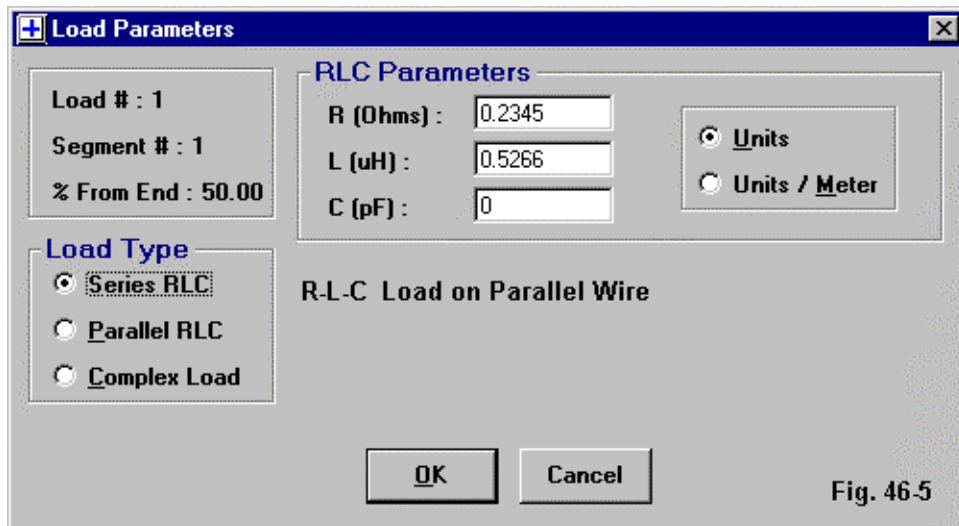 Load Parameters
Load # : 1
Segment # : 1
% From End : 50.00
RLC Parameters
R (Ohms) : 0.2345
L (uH) : 0.5266
C (pF) : 0
Units
Units / Meter
Load Type
Series RLC
Parallel RLC
Complex Load
R-L-C Load on Parallel Wire
OK
Cancel
Fig. 46-5